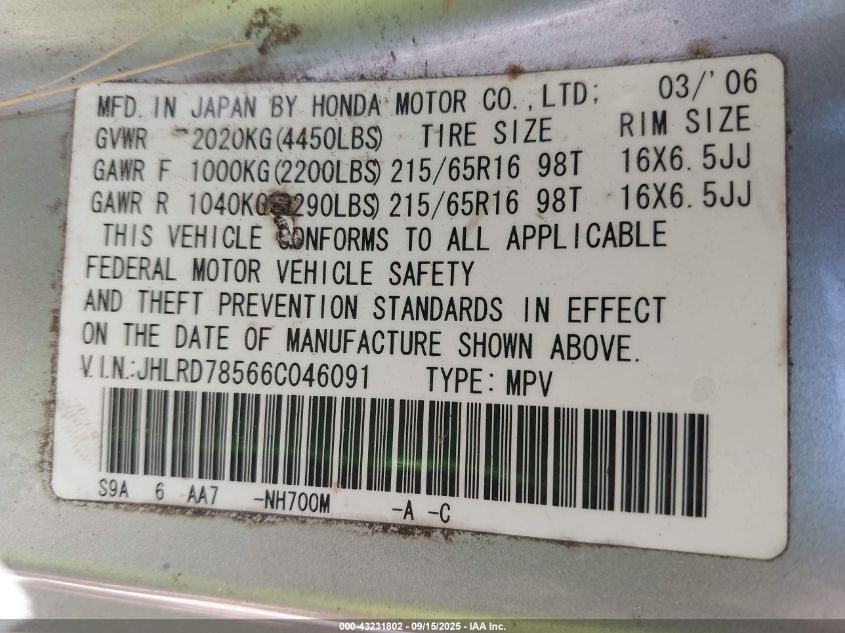 MFD. IN JAPAN BY HONDA MOTOR CO.,LTD; 03/'06
GVWR 2020KG(4450LBS) TIRE SIZE RIM SIZE
GAWR F 1000KG(2200LBS) 215/65R16 98T 16X6.5JJ
GAWR R 1040KG 290LBS) 215/65R16 98T 16X6.5JJ
THIS VEHICLE CONFORMS TO ALL APPLICABLE
FEDERAL MOTOR VEHICLE SAFETY
AND THEFT PREVENTION STANDARDS IN EFFECT
ON THE DATE OF MANUFACTURE SHOWN ABOVE.
V.I.N.:JHLRD78566C046091 TYPE: MPV
S9A 6 AA7 -NH700M -A -C
000-43231802 - 09/15/2025 - IAA Inc.